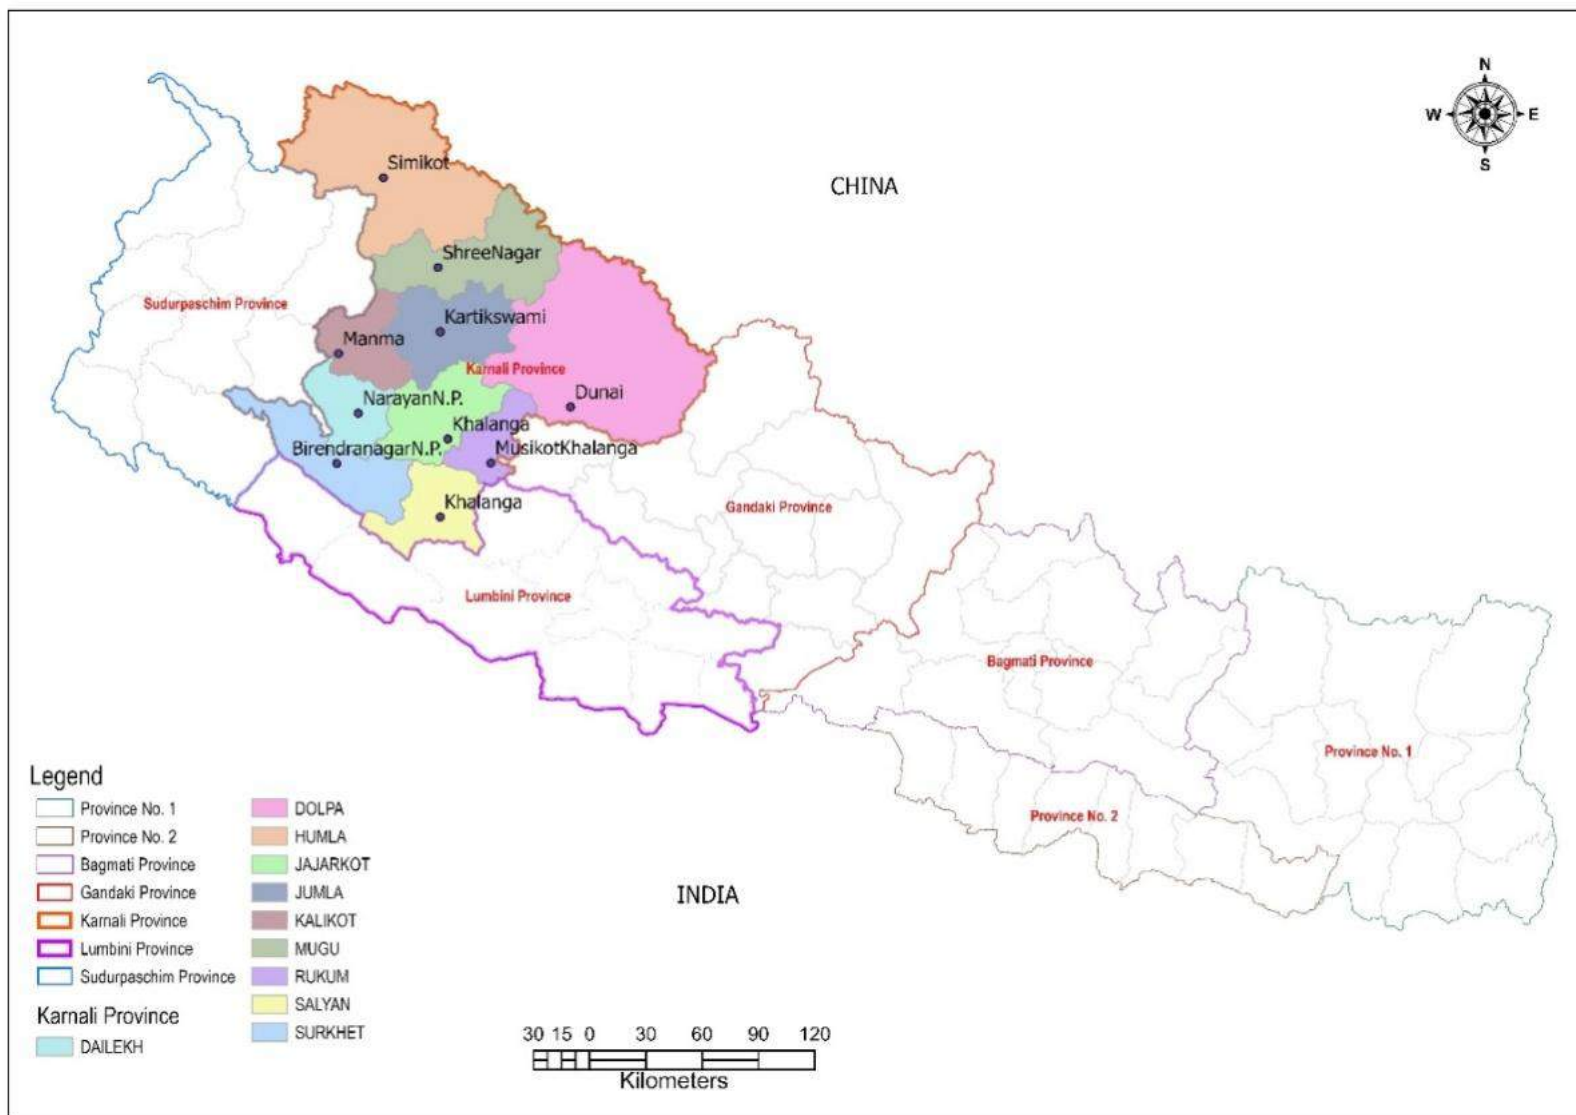 N
W E
S
CHINA
Simikot
ShreeNagar
Sudurpaschim Province
Kartikswami
Manma
Karnali Province
Dunai
NarayanN.P.
Khalanga
BirendranagarN.P.
MusikotKhalanga
Khalanga
Gandaki Province
Lumbini Province
Bagmati Province
Province No. 1
Province No. 2
INDIA
Legend
Province No. 1
Province No. 2
Bagmati Province
Gandaki Province
Karnali Province
Lumbini Province
Sudurpaschim Province
Karnali Province
DAILEKH
DOLPA
HUMLA
JAJARKOT
JUMLA
KALIKOT
MUGU
RUKUM
SALYAN
SURKHET
30 15 0 30 60 90 120
Kilometers